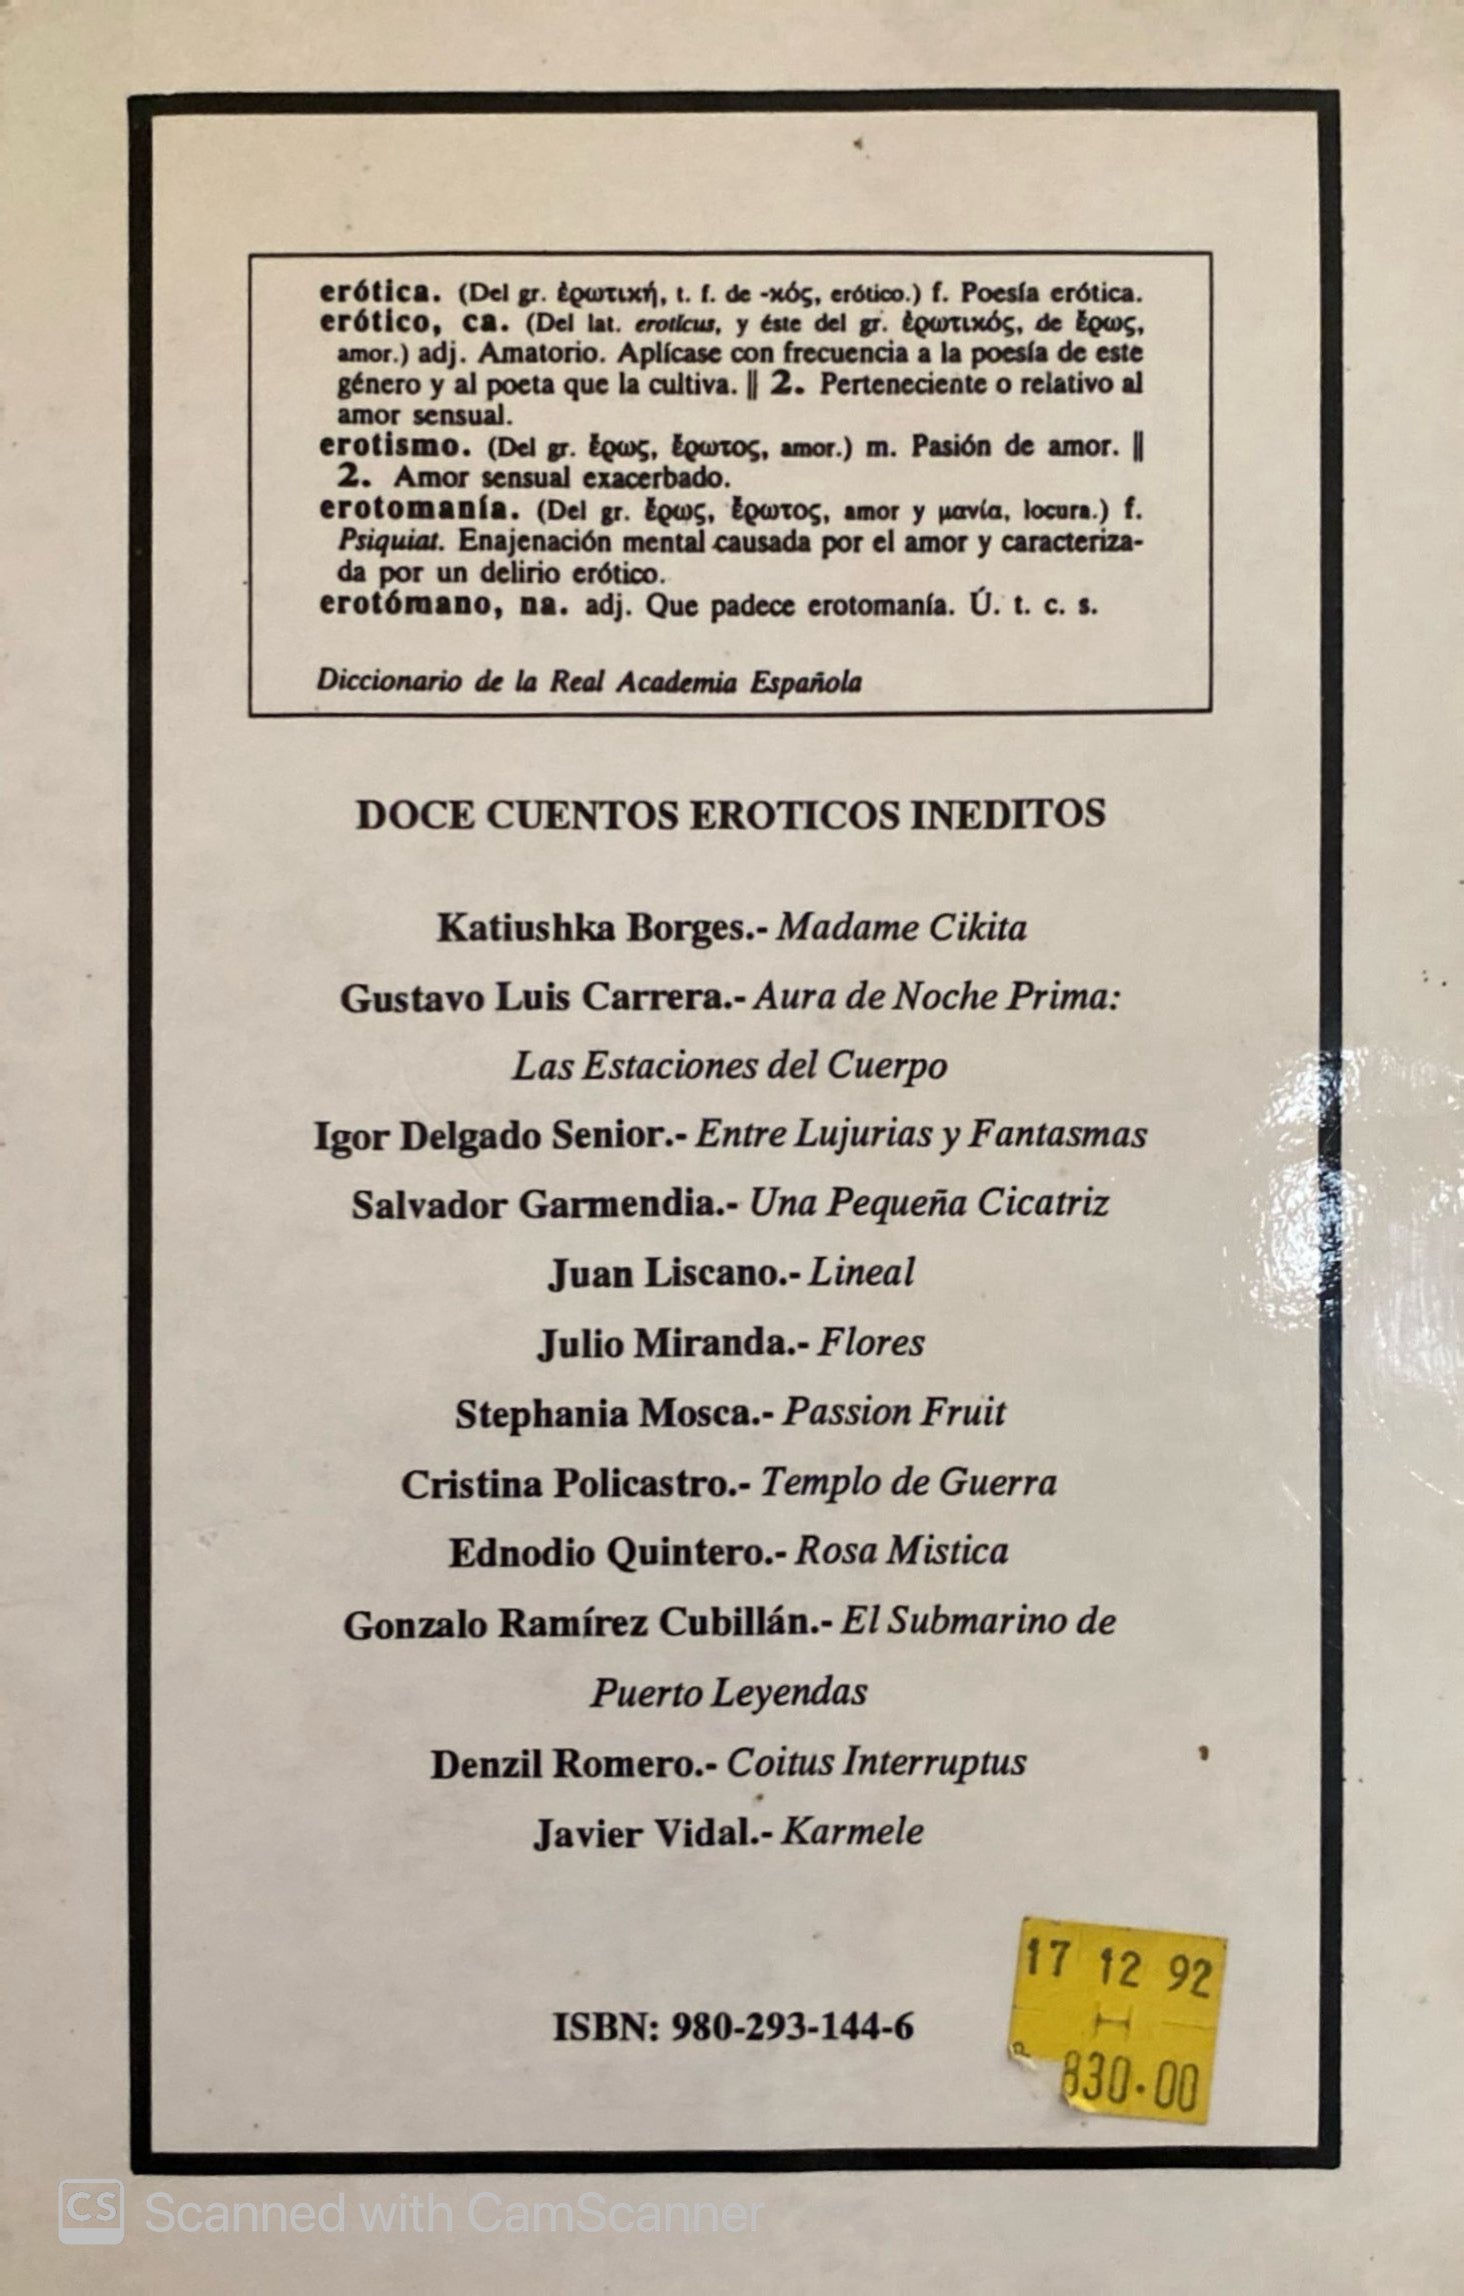 erótica. (Del gr. ἐρωτική, t. f. de -κός, erótico.) f. Poesía erótica.
erótico, ca. (Del lat. eroticus, y éste del gr. ἐρωτικός, de ἔρως,
amor.) adj. Amatorio. Aplícase con frecuencia a la poesía de este
género y al poeta que la cultiva. || 2. Perteneciente o relativo al
amor sensual.
erotismo. (Del gr. ἔρως, ἔρωτος, amor.) m. Pasión de amor. ||
2. Amor sensual exacerbado.
erotomanía. (Del gr. ἔρως, ἔρωτος, amor y μανία, locura.) f.
Psiquiat. Enajenación mental causada por el amor y caracteriza-
da por un delirio erótico.
erotómano, na. adj. Que padece erotomanía. Ú. t. c. s.
Diccionario de la Real Academia Española
DOCE CUENTOS EROTICOS INEDITOS
Katiushka Borges.- Madame Cikita
Gustavo Luis Carrera.- Aura de Noche Prima:
Las Estaciones del Cuerpo
Igor Delgado Senior.- Entre Lujurias y Fantasmas
Salvador Garmendia.- Una Pequeña Cicatriz
Juan Liscano.- Lineal
Julio Miranda.- Flores
Stephania Mosca.- Passion Fruit
Cristina Policastro.- Templo de Guerra
Ednodio Quintero.- Rosa Mistica
Gonzalo Ramírez Cubillán.- El Submarino de
Puerto Leyendas
Denzil Romero.- Coitus Interruptus
Javier Vidal.- Karmele
17 12 92
H
P
830.00
ISBN: 980-293-144-6
CS Scanned with CamScanner